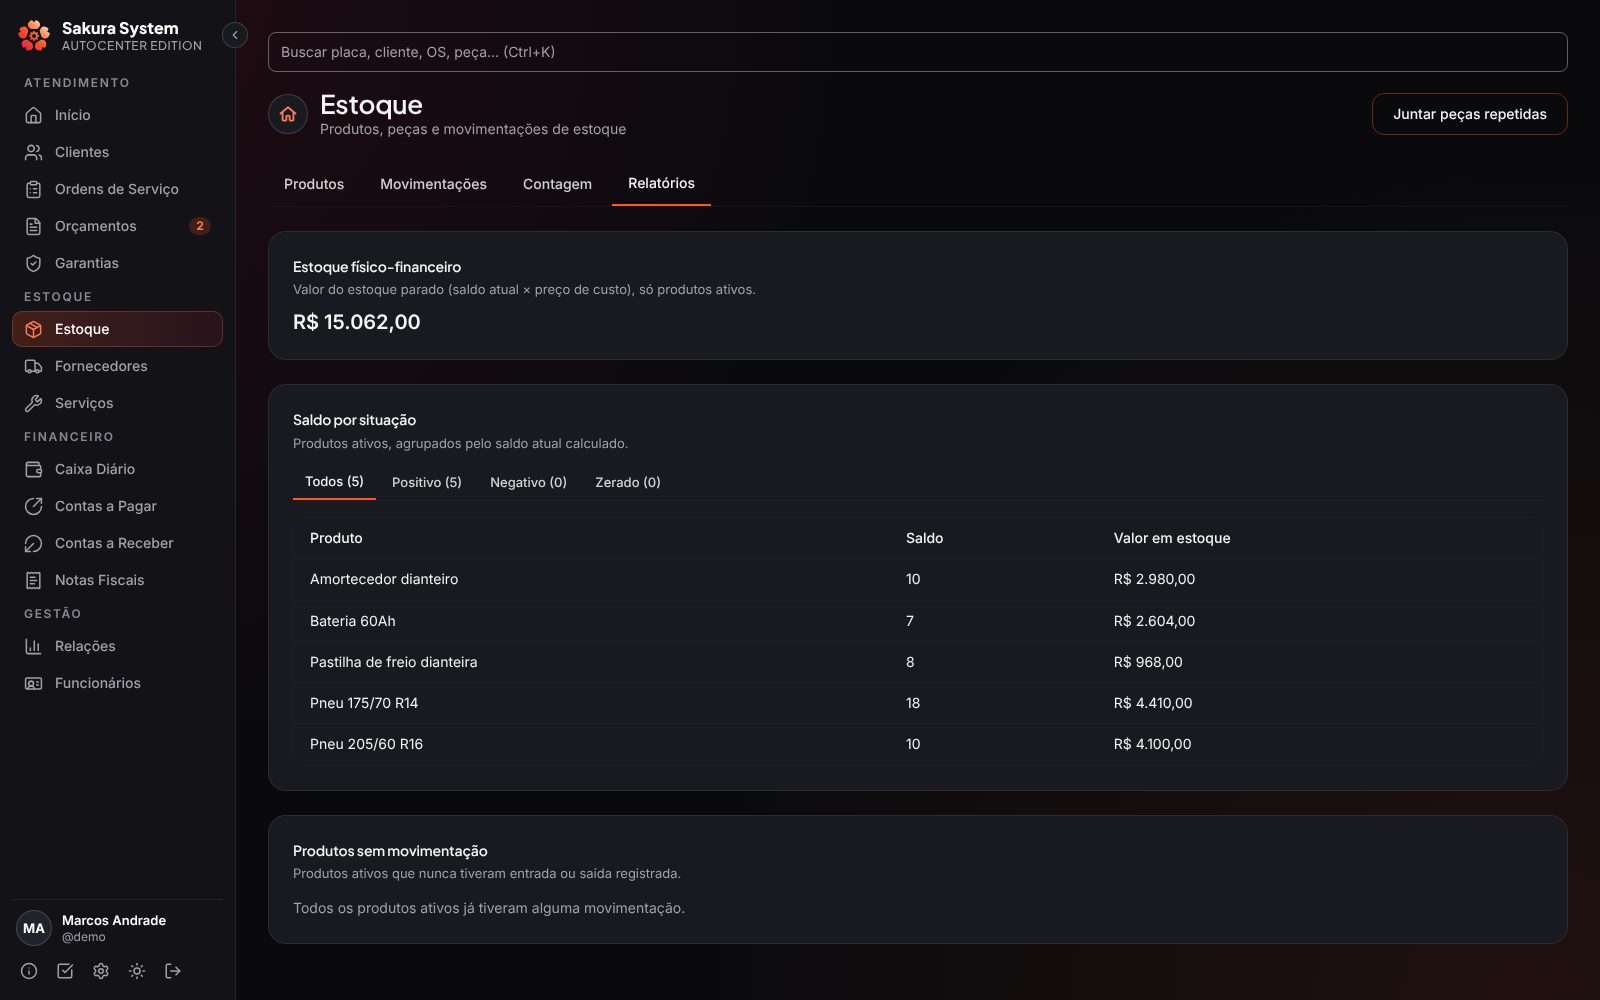 Sakura System
AUTOCENTER EDITION
ATENDIMENTO
Início
Clientes
Ordens de Serviço
Orçamentos 2
Garantias
ESTOQUE
Estoque
Fornecedores
Serviços
FINANCEIRO
Caixa Diário
Contas a Pagar
Contas a Receber
Notas Fiscais
GESTÃO
Relações
Funcionários
MA
Marcos Andrade
@demo
Buscar placa, cliente, OS, peça... (Ctrl+K)
Estoque
Produtos, peças e movimentações de estoque
Juntar peças repetidas
Produtos Movimentações Contagem Relatórios
Estoque físico-financeiro
Valor do estoque parado (saldo atual × preço de custo), só produtos ativos.
R$ 15.062,00
Saldo por situação
Produtos ativos, agrupados pelo saldo atual calculado.
Todos (5) Positivo (5) Negativo (0) Zerado (0)
Produto Saldo Valor em estoque
Amortecedor dianteiro 10 R$ 2.980,00
Bateria 60Ah 7 R$ 2.604,00
Pastilha de freio dianteira 8 R$ 968,00
Pneu 175/70 R14 18 R$ 4.410,00
Pneu 205/60 R16 10 R$ 4.100,00
Produtos sem movimentação
Produtos ativos que nunca tiveram entrada ou saída registrada.
Todos os produtos ativos já tiveram alguma movimentação.